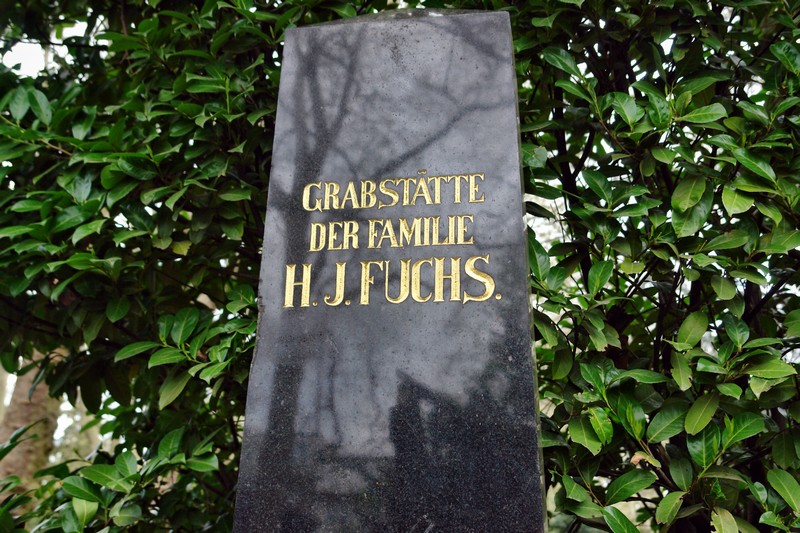 GRABSTÄTTE
DER FAMILIE
H. J. FUCHS.